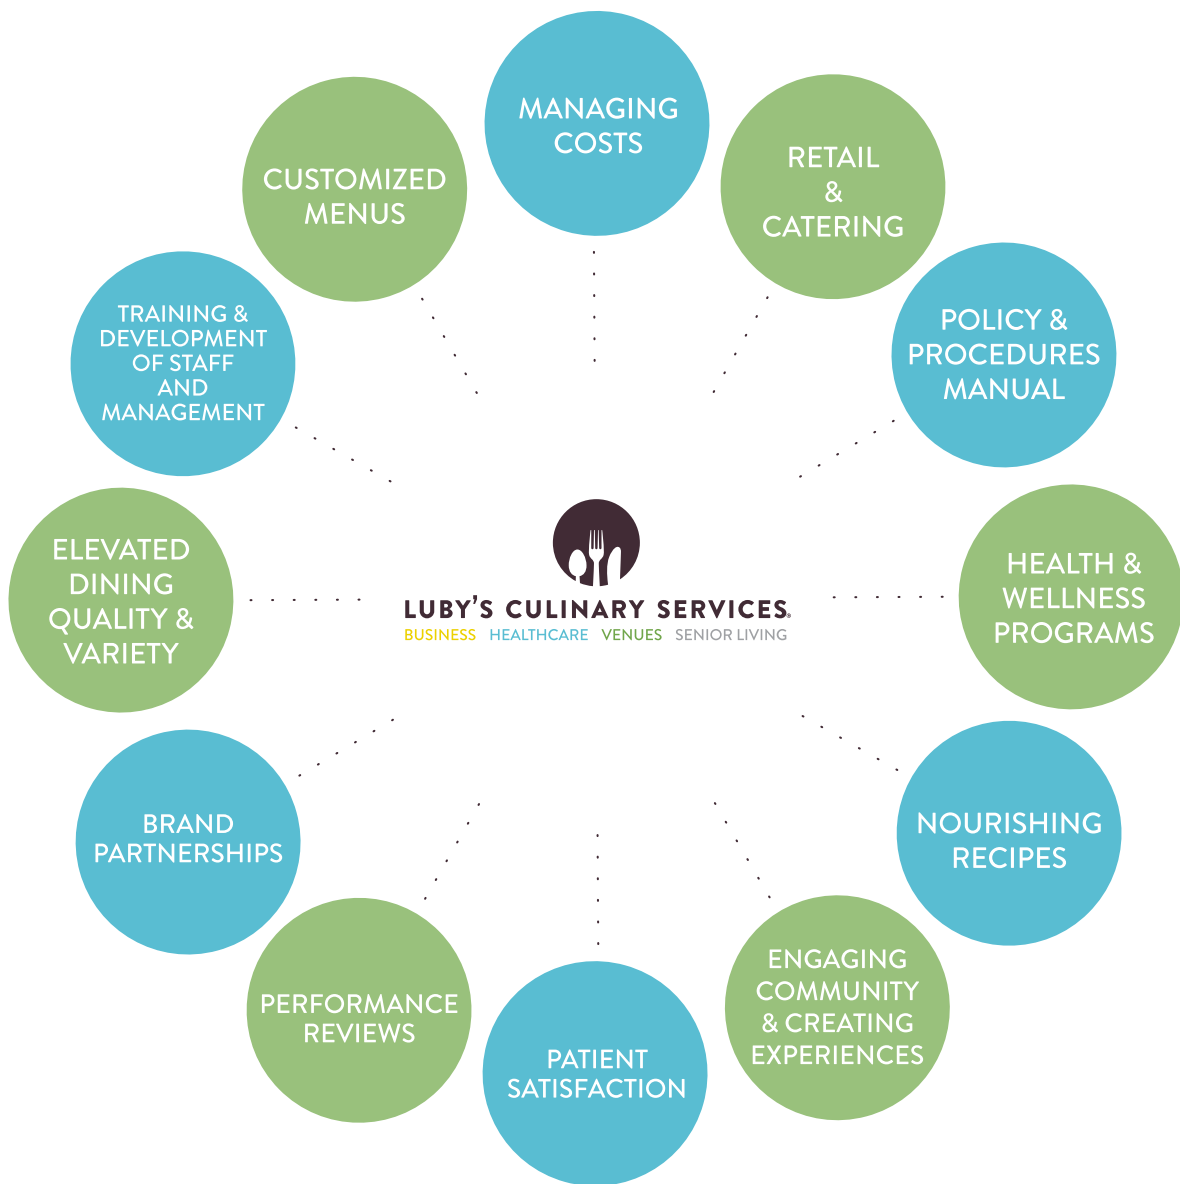 MANAGING
COSTS
RETAIL
&
CATERING
POLICY &
PROCEDURES
MANUAL
HEALTH &
WELLNESS
PROGRAMS
NOURISHING
RECIPES
ENGAGING
COMMUNITY
& CREATING
EXPERIENCES
PATIENT
SATISFACTION
PERFORMANCE
REVIEWS
BRAND
PARTNERSHIPS
ELEVATED
DINING
QUALITY &
VARIETY
TRAINING &
DEVELOPMENT
OF STAFF
AND
MANAGEMENT
CUSTOMIZED
MENUS
LUBY'S CULINARY SERVICES®
BUSINESS HEALTHCARE VENUES SENIOR LIVING